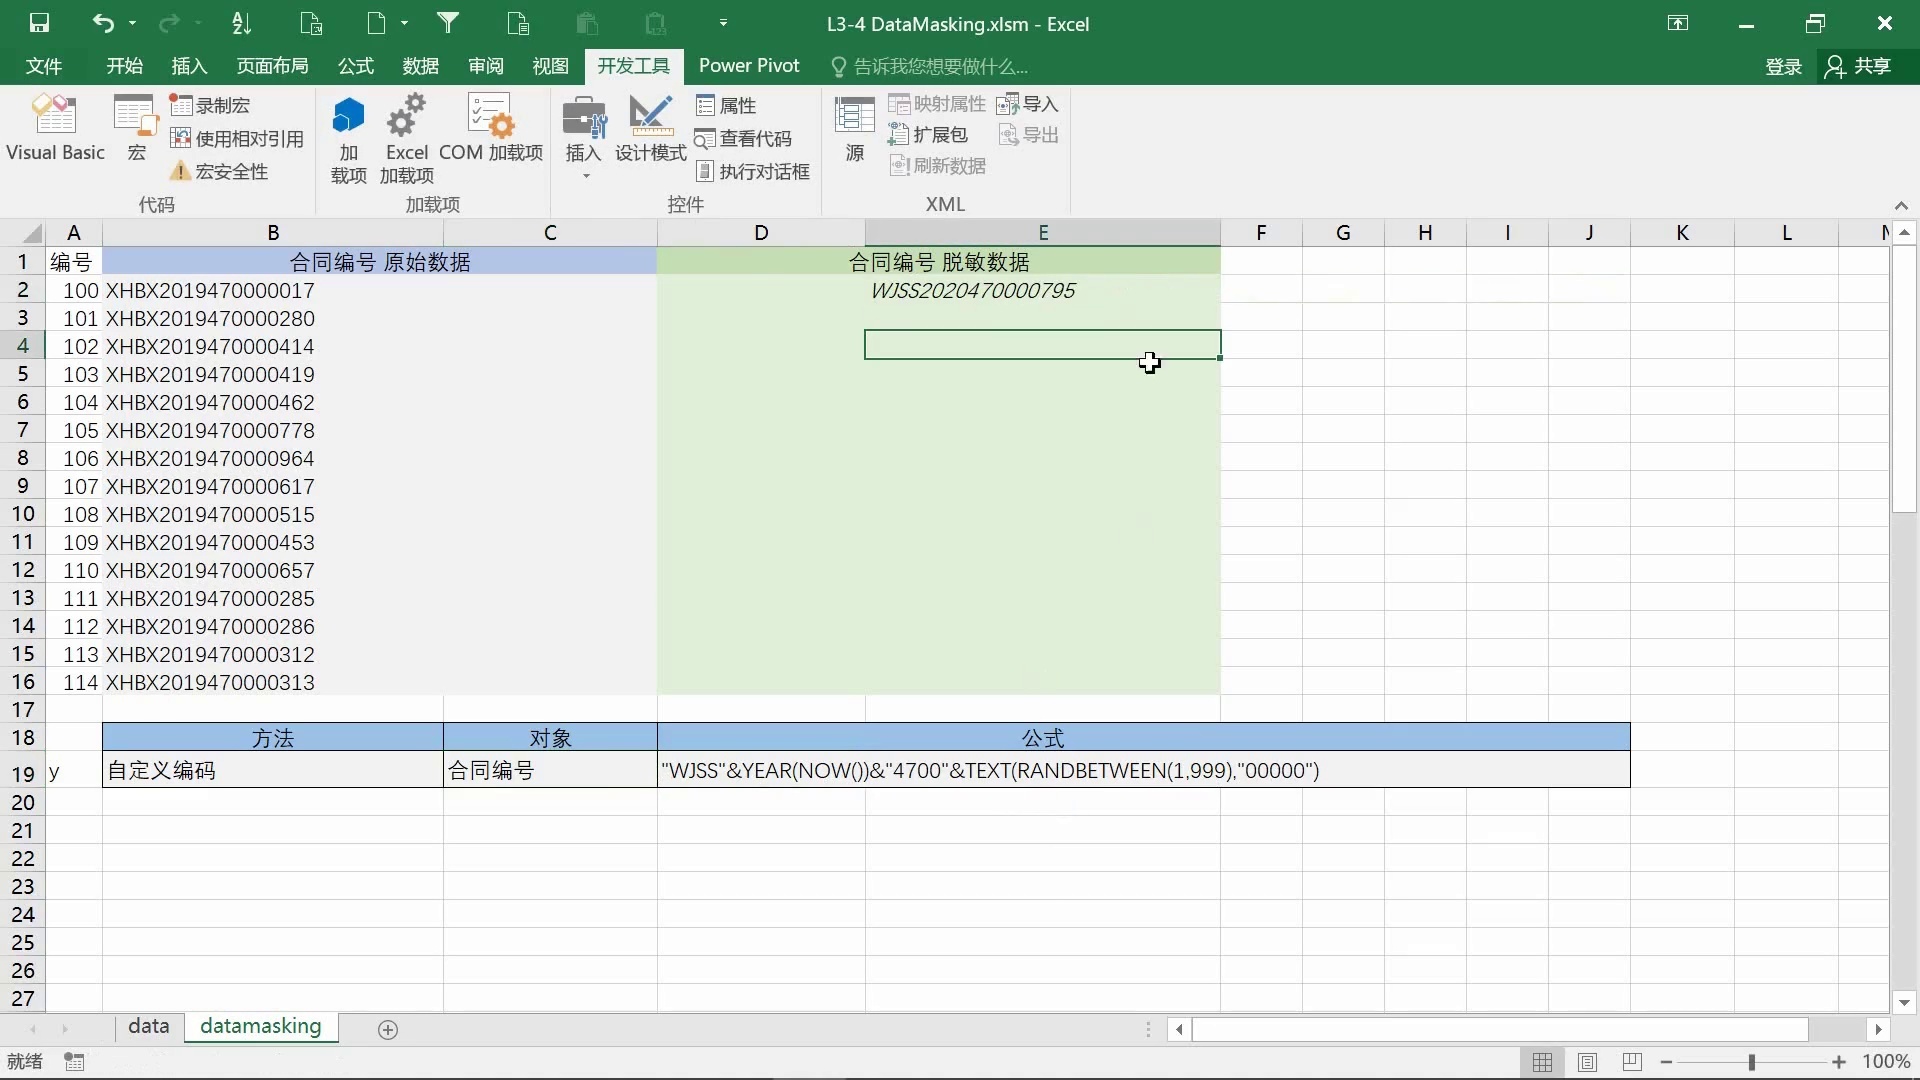 L3-4 DataMasking.xlsm - Excel
文件 开始 插入 页面布局 公式 数据 审阅 视图 开发工具 Power Pivot 告诉我您想要做什么... 登录 共享
Visual Basic 宏 录制宏 使用相对引用 宏安全性
加载项 Excel 加载项 COM 加载项
插入 设计模式 属性 查看代码 执行对话框
源 映射属性 扩展包 刷新数据 导入 导出
代码 加载项 控件 XML
A B C D E F G H I J K L
1 编号 合同编号 原始数据 合同编号 脱敏数据
2 100 XHBX2019470000017 WJSS2020470000795
3 101 XHBX2019470000280
4 102 XHBX2019470000414
5 103 XHBX2019470000419
6 104 XHBX2019470000462
7 105 XHBX2019470000778
8 106 XHBX2019470000964
9 107 XHBX2019470000617
10 108 XHBX2019470000515
11 109 XHBX2019470000453
12 110 XHBX2019470000657
13 111 XHBX2019470000285
14 112 XHBX2019470000286
15 113 XHBX2019470000312
16 114 XHBX2019470000313
17
18 方法 对象 公式
19 y 自定义编码 合同编号 "WJSS"&YEAR(NOW())&"4700"&TEXT(RANDBETWEEN(1,999),"00000")
20
21
22
23
24
25
26
27
data datamasking
就绪 100%